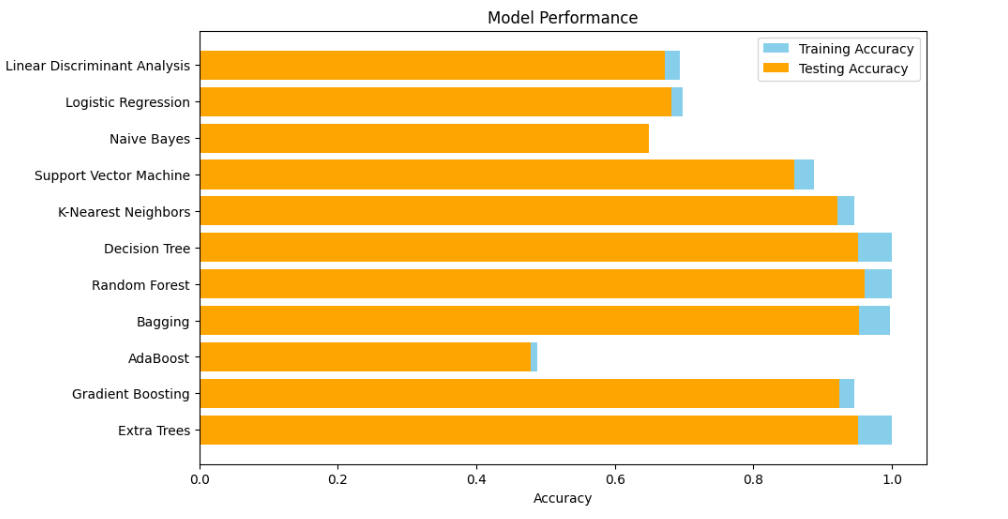 Model Performance
Training Accuracy
Testing Accuracy
Linear Discriminant Analysis
Logistic Regression
Naive Bayes
Support Vector Machine
K-Nearest Neighbors
Decision Tree
Random Forest
Bagging
AdaBoost
Gradient Boosting
Extra Trees
0.0 0.2 0.4 0.6 0.8 1.0
Accuracy